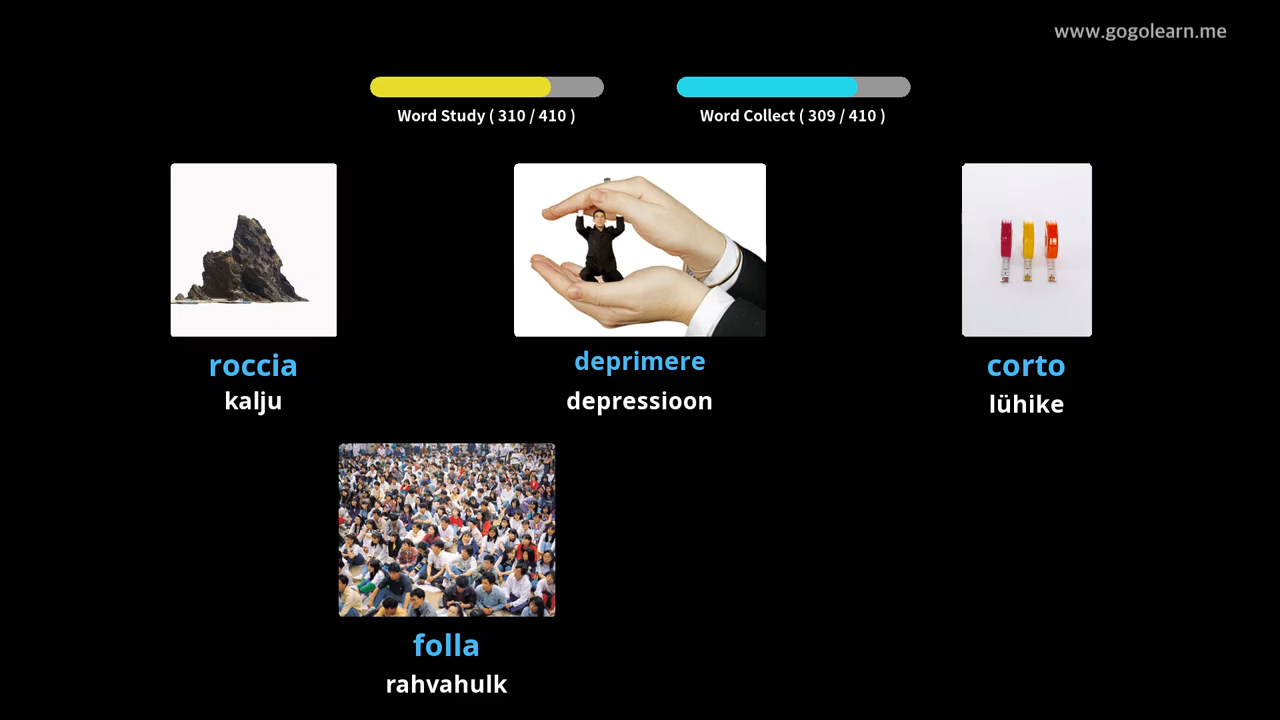 www.gogolearn.me
Word Study ( 310 / 410 )
Word Collect ( 309 / 410 )
roccia
kalju
deprimere
depressioon
corto
lühike
folla
rahvahulk